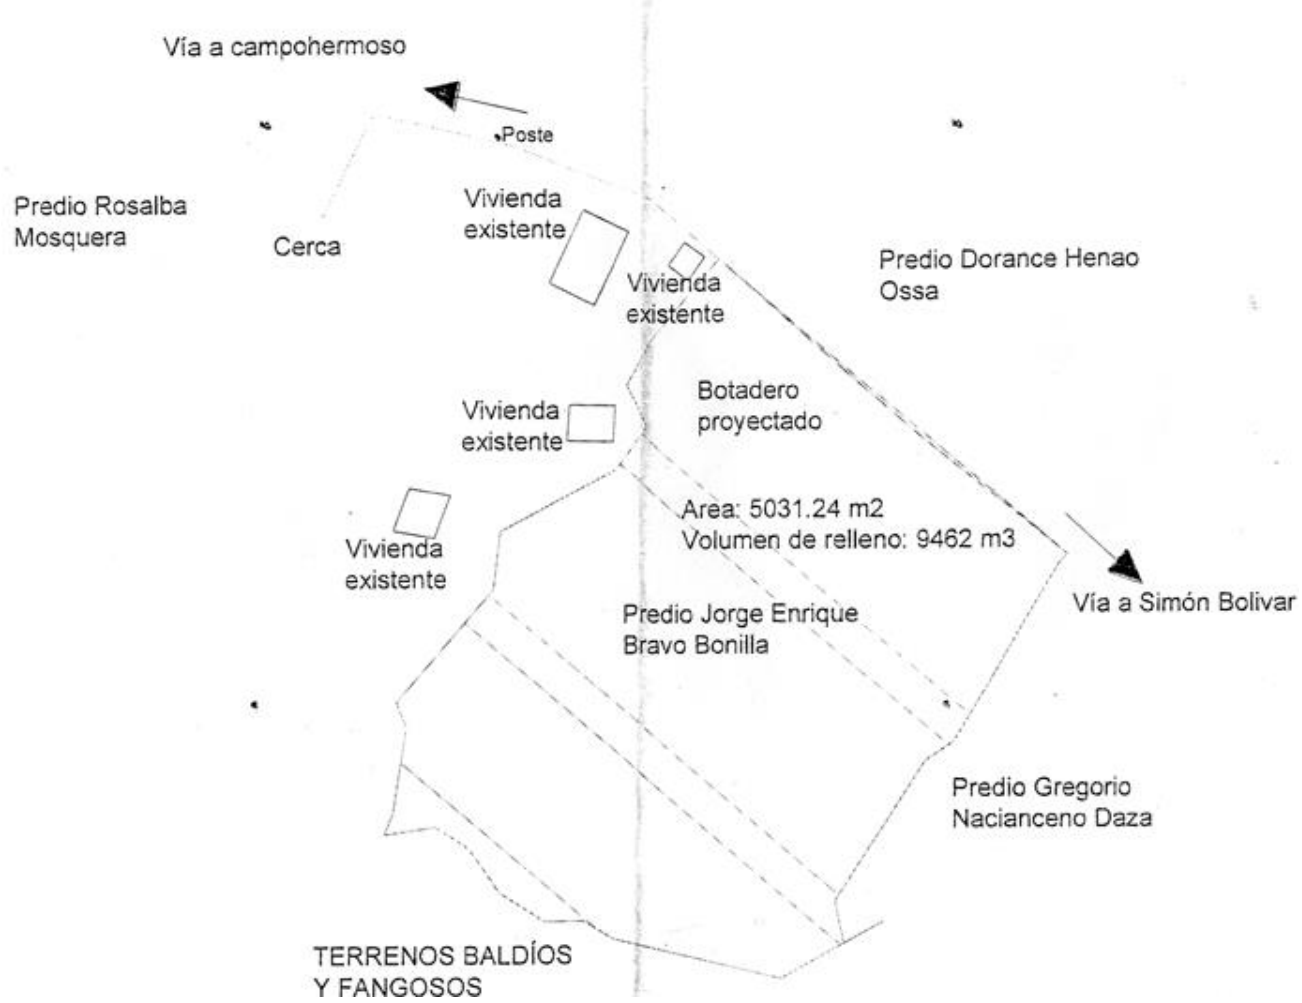 Vía a campohermoso
Poste
Predio Rosalba
Mosquera
Cerca
Vivienda
existente
Vivienda
existente
Predio Dorance Henao
Ossa
Vivienda
existente
Botadero
proyectado
Area: 5031.24 m2
Volumen de relleno: 9462 m3
Vivienda
existente
Predio Jorge Enrique
Bravo Bonilla
Vía a Simón Bolivar
Predio Gregorio
Nacianceno Daza
TERRENOS BALDÍOS
Y FANGOSOS